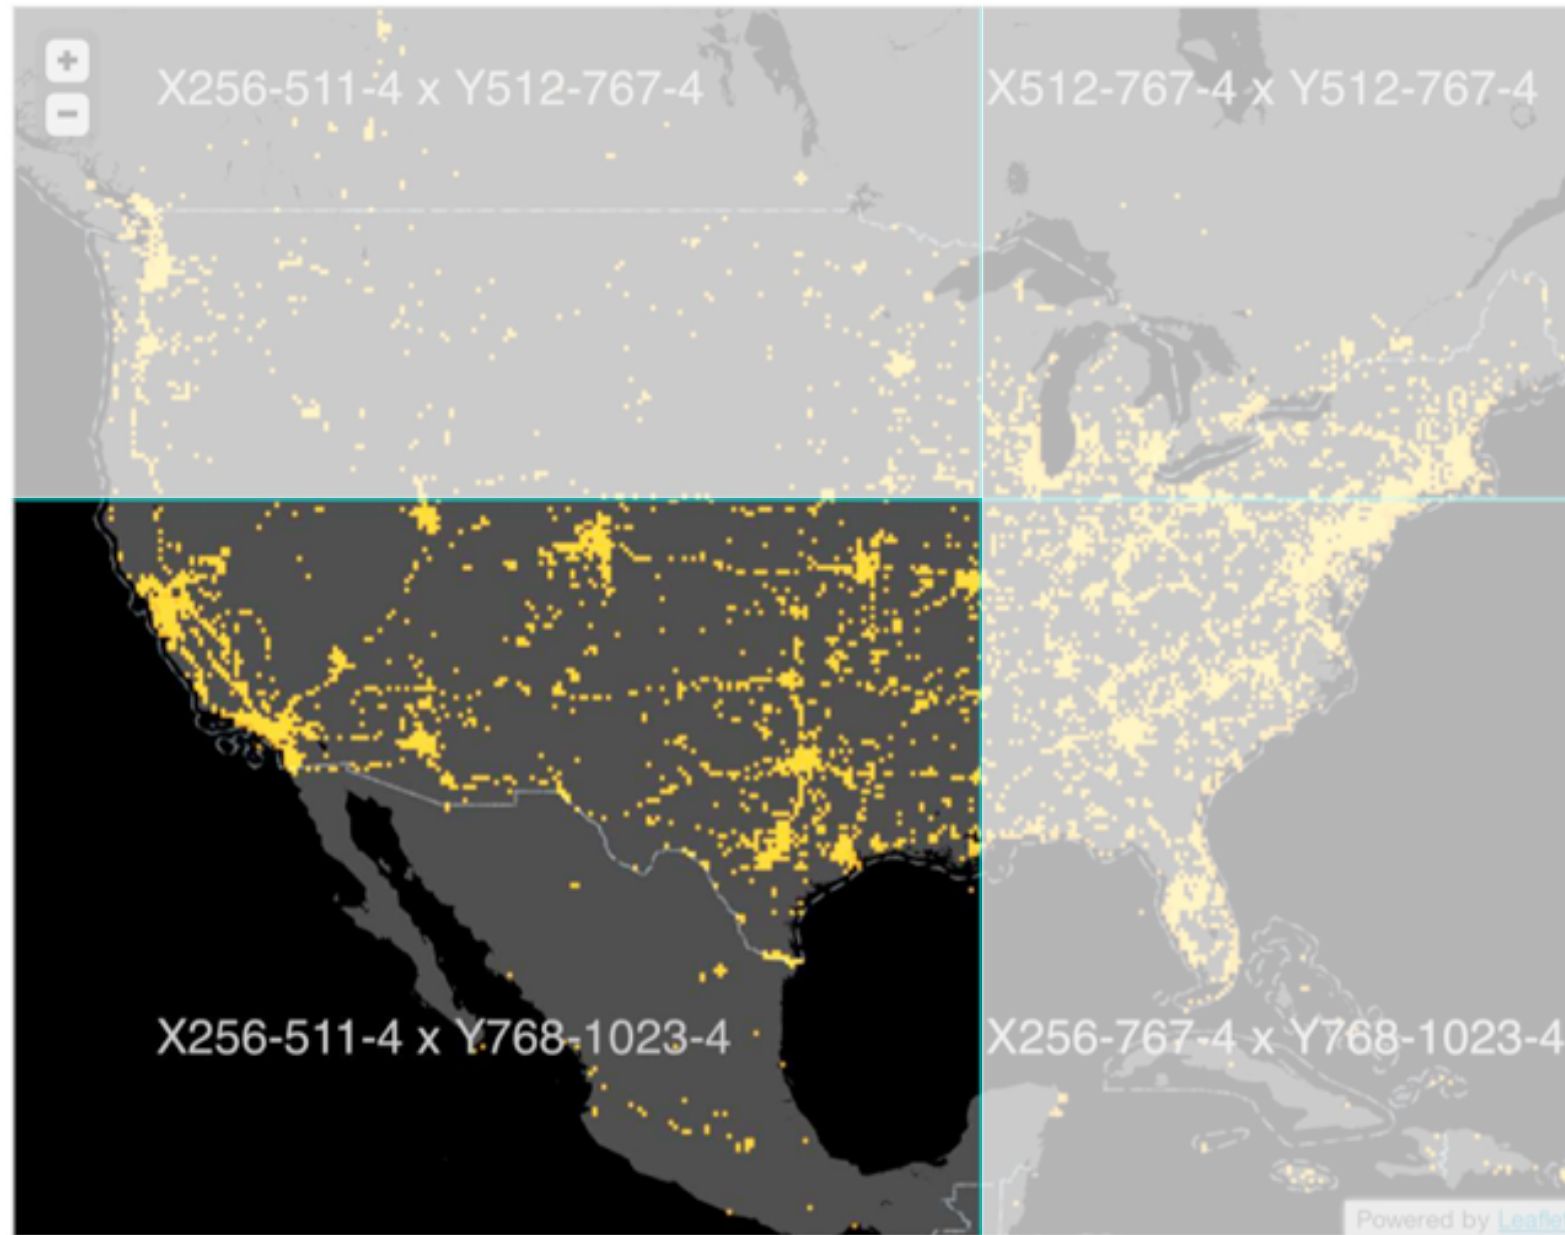 +
X256-511-4 x Y512-767-4
X512-767-4 x Y512-767-4
−
X256-511-4 x Y768-1023-4
X256-767-4 x Y768-1023-4
Powered by Leaflet